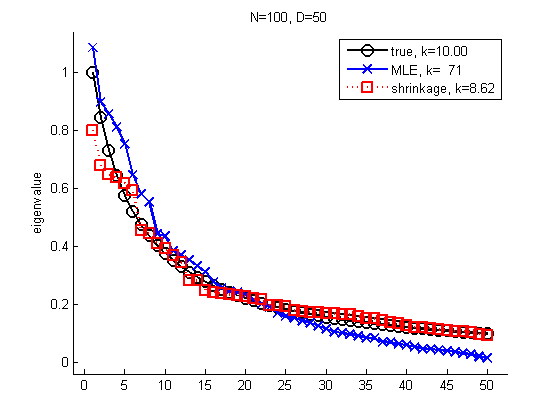 N=100, D=50
true, k=10.00
MLE, k= 71
shrinkage, k=8.62
eigenvalue
1
0.8
0.6
0.4
0.2
0
0 5 10 15 20 25 30 35 40 45 50